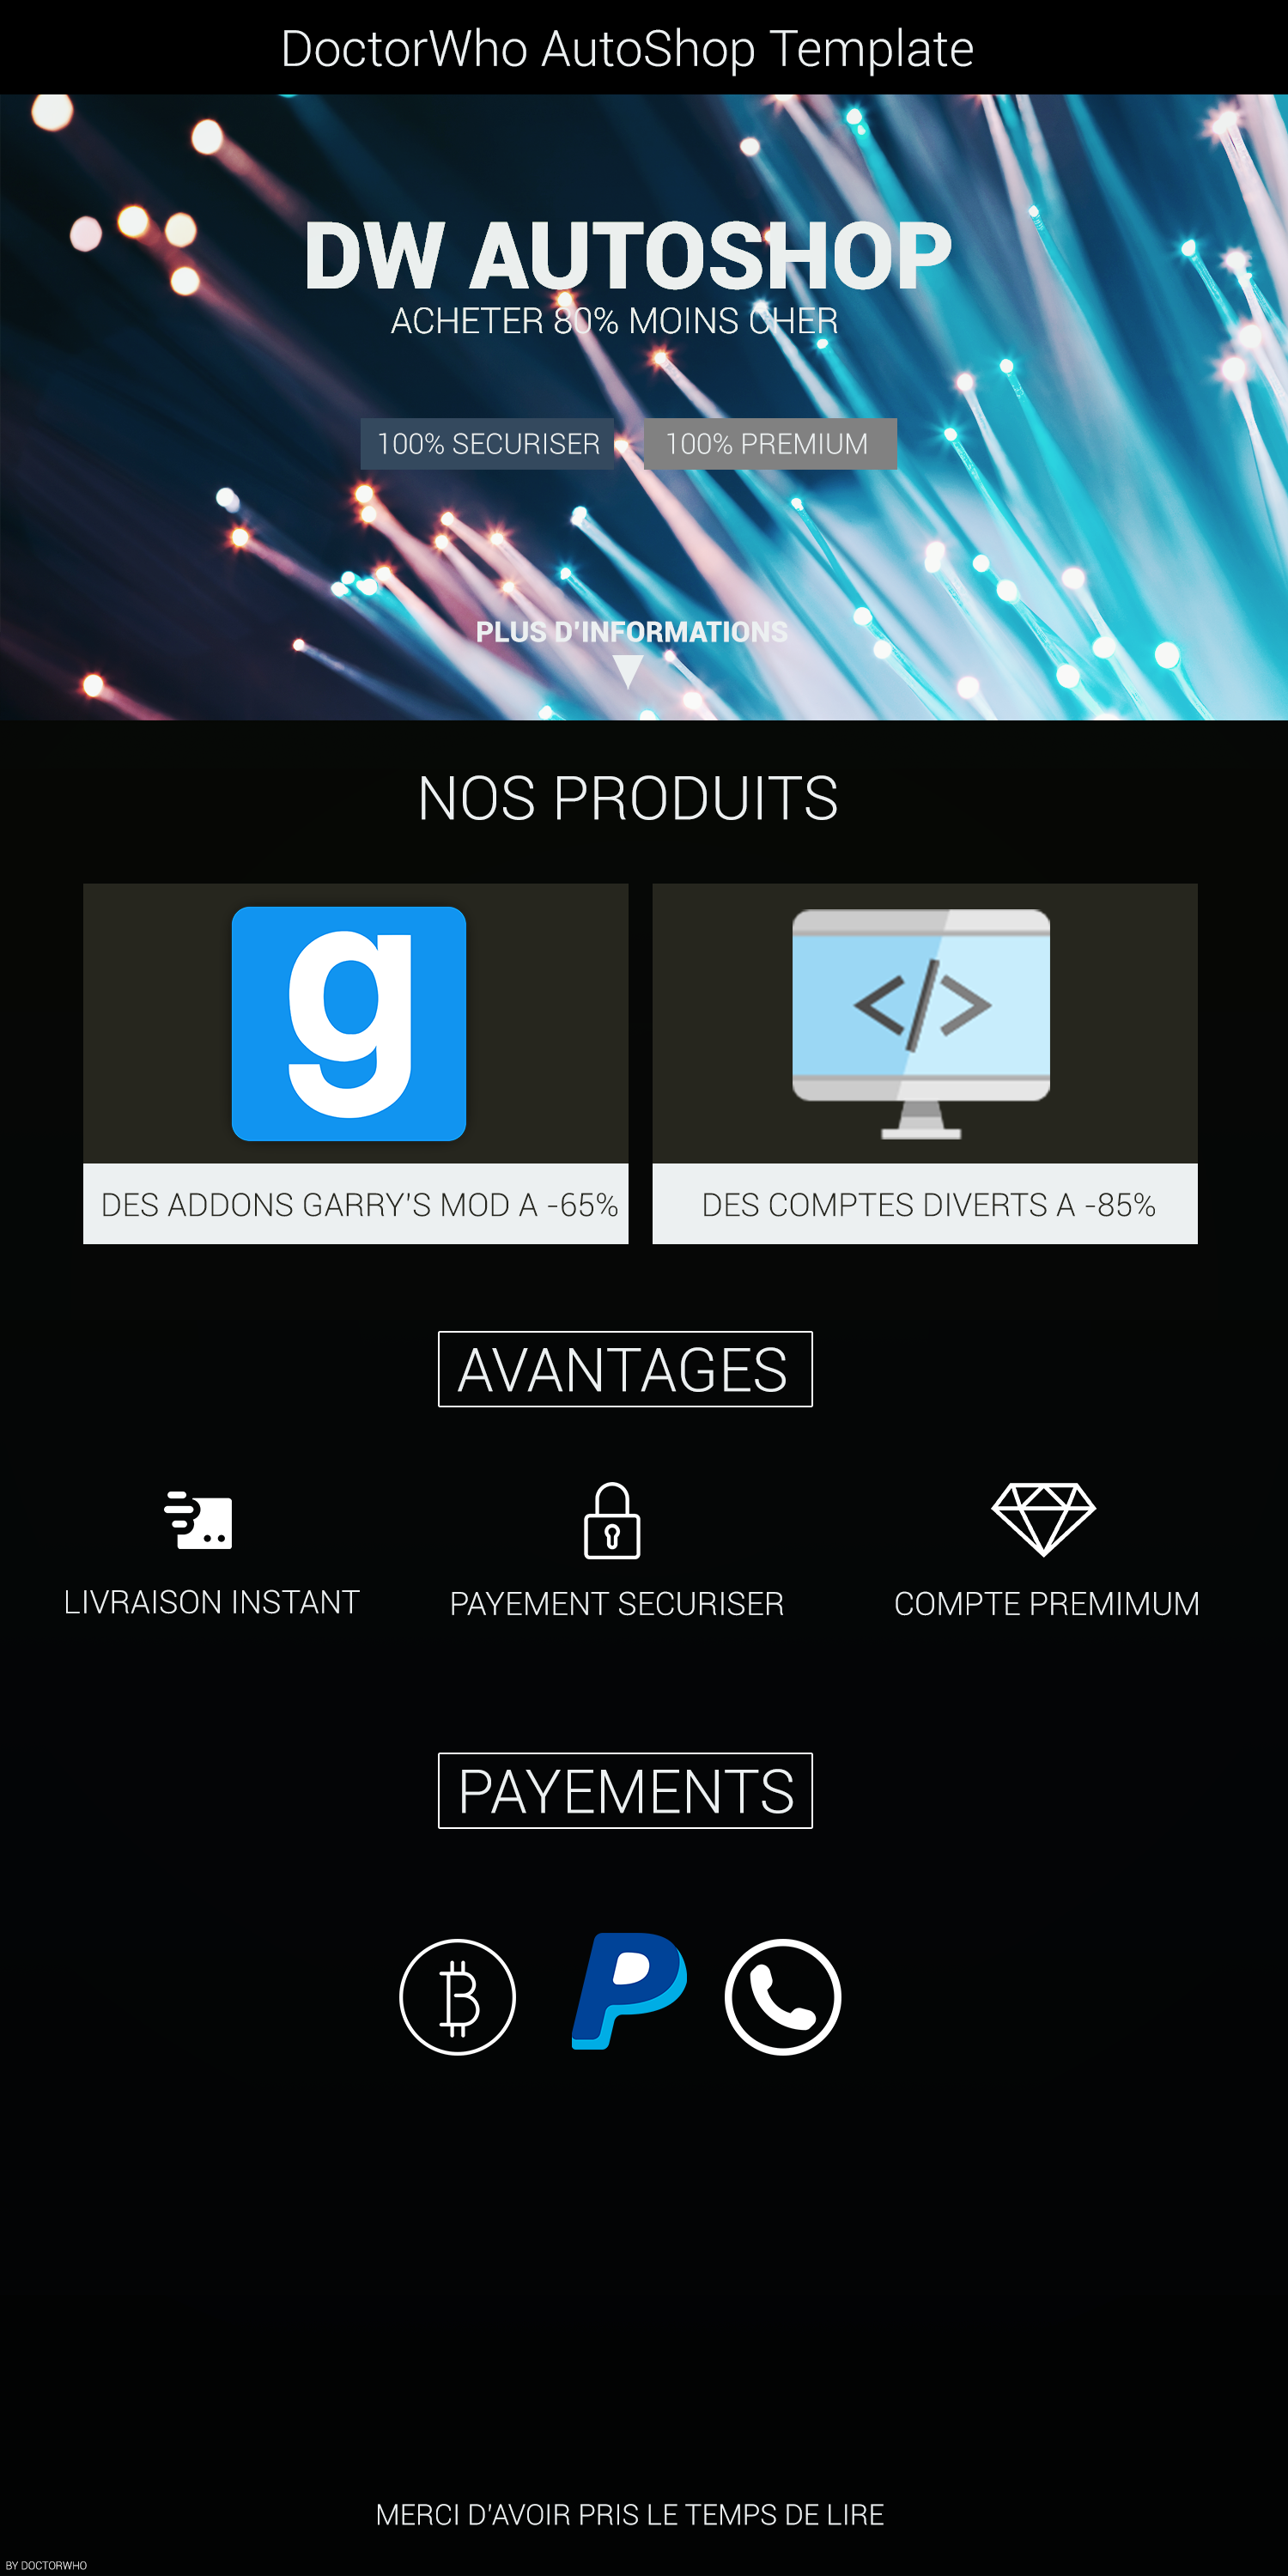 DoctorWho AutoShop Template
DW AUTOSHOP
ACHETER 80% MOINS CHER
100% SECURISER
100% PREMIUM
PLUS D'INFORMATIONS
NOS PRODUITS
g
</>
DES ADDONS GARRY'S MOD A -65%
DES COMPTES DIVERTS A -85%
AVANTAGES
LIVRAISON INSTANT
PAYEMENT SECURISER
COMPTE PREMIMUM
PAYEMENTS
MERCI D'AVOIR PRIS LE TEMPS DE LIRE
BY DOCTORWHO